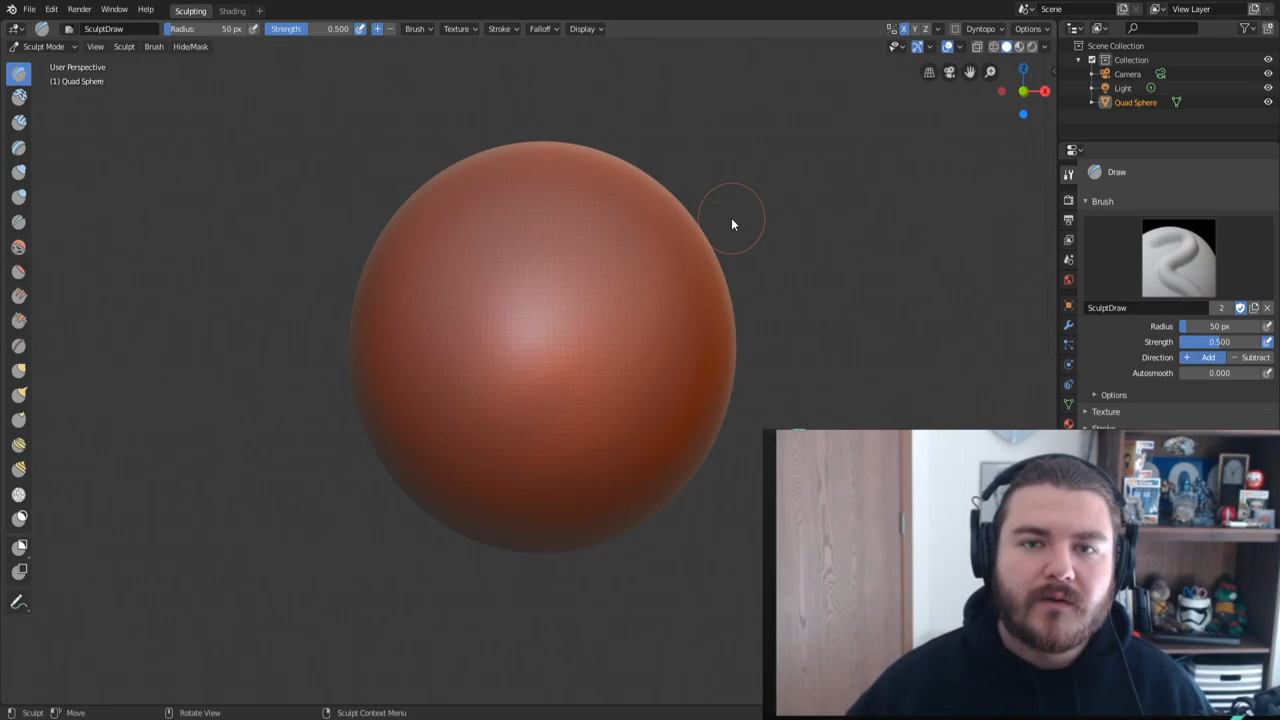 File Edit Render Window Help Sculpting Shading + Scene View Layer
SculptDraw Radius: 50 px Strength: 0.500 + − Brush Texture Stroke Falloff Display X Y Z Dyntopo Options
Sculpt Mode View Sculpt Brush Hide/Mask
Scene Collection
Collection
Camera
Light
Quad Sphere
User Perspective
(1) Quad Sphere
Z
X
Draw
Brush
SculptDraw 2
Radius 50 px
Strength 0.500
Direction + Add − Subtract
Autosmooth 0.000
Options
Texture
Stroke
Sculpt Move Rotate View Sculpt Context Menu